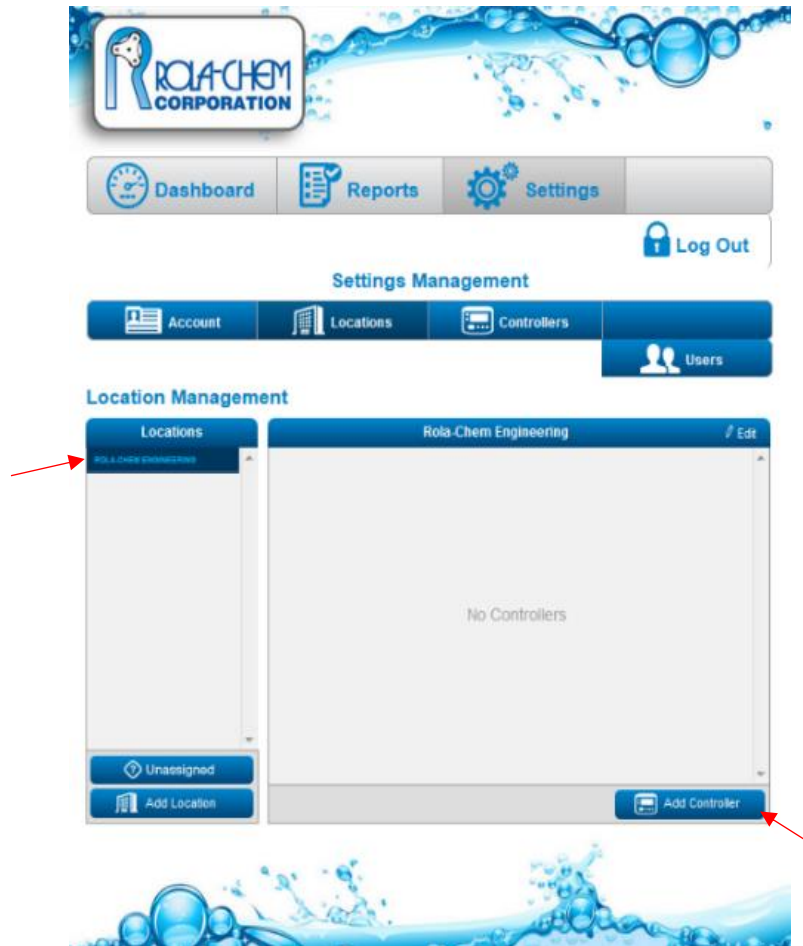 ROLA-CHEM
CORPORATION
Dashboard
Reports
Settings
Log Out
Settings Management
Account
Locations
Controllers
Users
Location Management
Locations
Rola-Chem Engineering
Edit
ROLA-CHEM ENGINEERING
No Controllers
Unassigned
Add Location
Add Controller